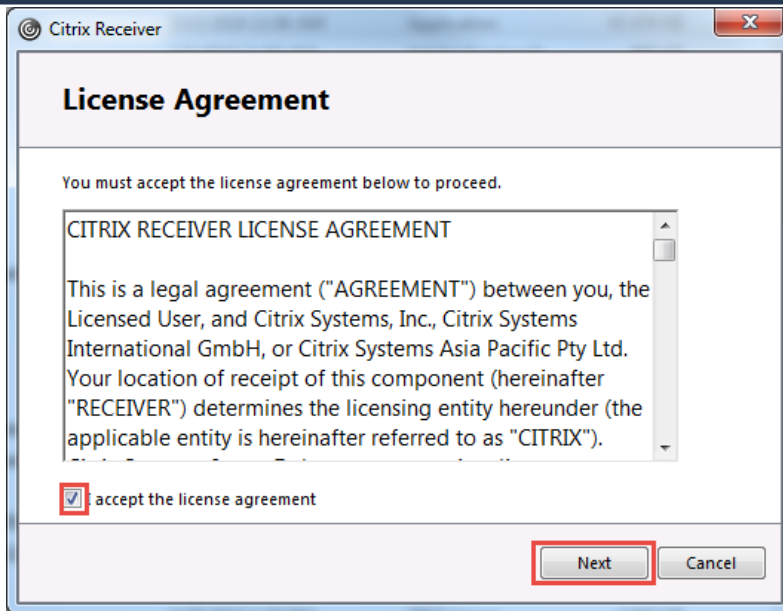 Citrix Receiver
License Agreement
You must accept the license agreement below to proceed.
CITRIX RECEIVER LICENSE AGREEMENT
This is a legal agreement ("AGREEMENT") between you, the
Licensed User, and Citrix Systems, Inc., Citrix Systems
International GmbH, or Citrix Systems Asia Pacific Pty Ltd.
Your location of receipt of this component (hereinafter
"RECEIVER") determines the licensing entity hereunder (the
applicable entity is hereinafter referred to as "CITRIX").
I accept the license agreement
Next
Cancel